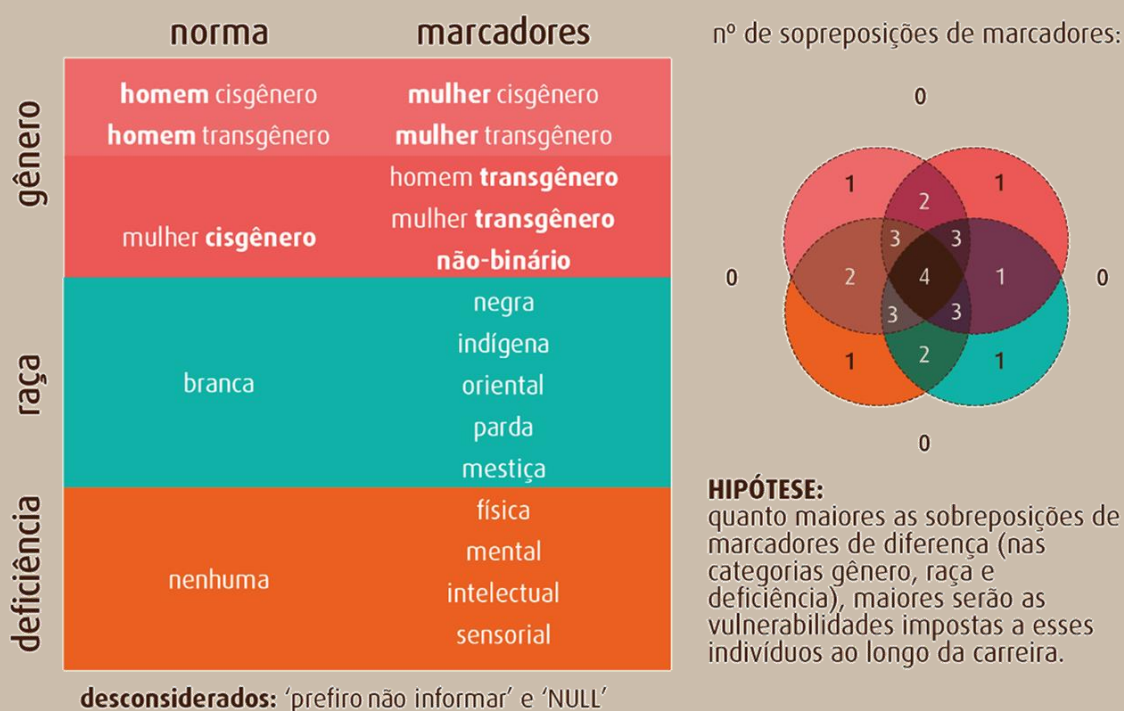 norma marcadores
gênero
homem cisgênero mulher cisgênero
homem transgênero mulher transgênero
homem transgênero
mulher cisgênero mulher transgênero
não-binário
raça
negra
indígena
branca oriental
parda
mestiça
deficiência
física
mental
nenhuma
intelectual
sensorial
desconsiderados: 'prefiro não informar' e 'NULL'
nº de sopreposições de marcadores:
0
1 1
2
3 3
0 2 4 1 0
3 3
1 2 1
0
HIPÓTESE:
quanto maiores as sobreposições de
marcadores de diferença (nas
categorias gênero, raça e
deficiência), maiores serão as
vulnerabilidades impostas a esses
indivíduos ao longo da carreira.